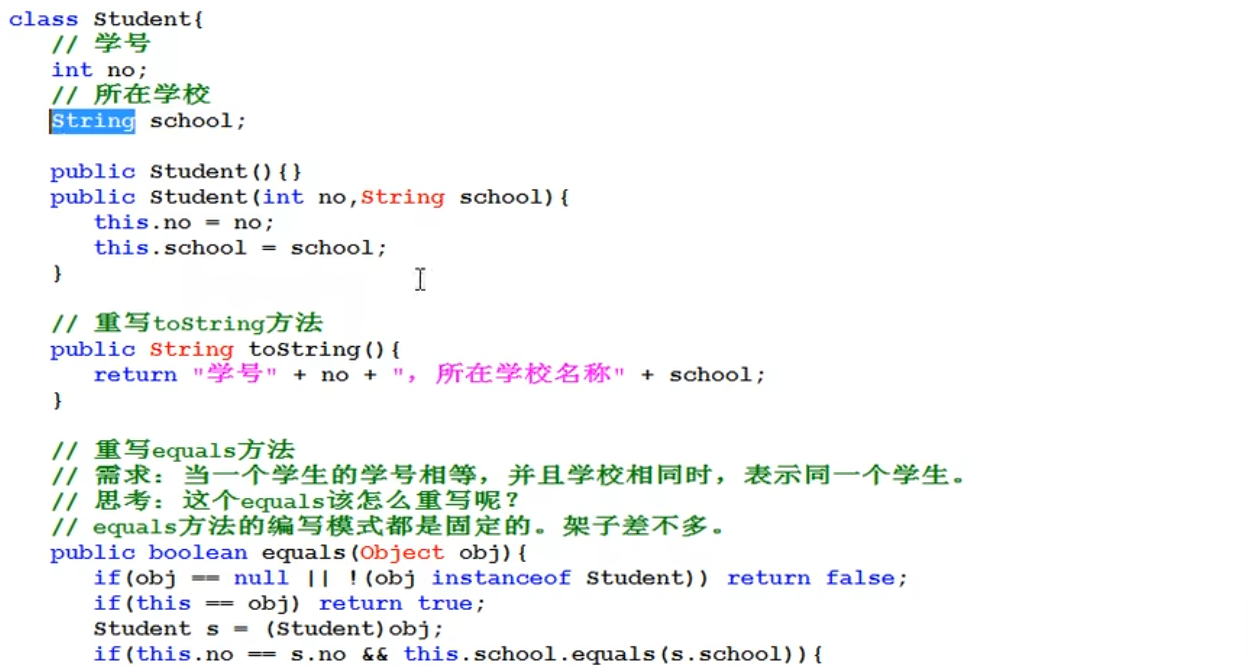 class Student{
// 学号
int no;
// 所在学校
String school;
public Student(){}
public Student(int no,String school){
this.no = no;
this.school = school;
}
// 重写toString方法
public String toString(){
return "学号" + no + ", 所在学校名称" + school;
}
// 重写equals方法
// 需求：当一个学生的学号相等，并且学校相同时，表示同一个学生。
// 思考：这个equals该怎么重写呢？
// equals方法的编写模式都是固定的。架子差不多。
public boolean equals(Object obj){
if(obj == null || !(obj instanceof Student)) return false;
if(this == obj) return true;
Student s = (Student)obj;
if(this.no == s.no && this.school.equals(s.school)){